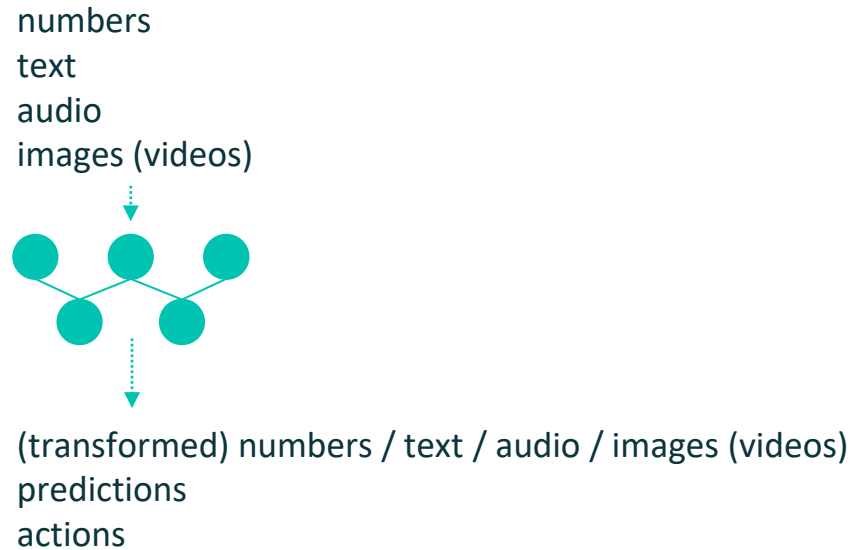 numbers
text
audio
images (videos)
(transformed) numbers / text / audio / images (videos)
predictions
actions